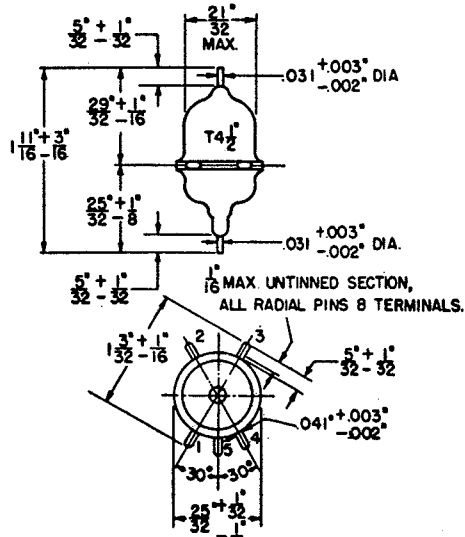 21"/32 MAX.
5"/32 ± 1"/32
.031 +.003" -.002" DIA
29"/32 ± 1"/16
T4 1/2"
1 11"/16 ± 3"/16
25"/32 ± 1"/8
.031 +.003" -.002" DIA.
5"/32 ± 1"/32
1"/16 MAX. UNTINNED SECTION,
ALL RADIAL PINS 8 TERMINALS.
1 3"/32 ± 1"/16
2
3
5"/32 ± 1"/32
.041" +.003" -.002"
1
5
4
30°
30°
25"/32 ± 1"/32
1"